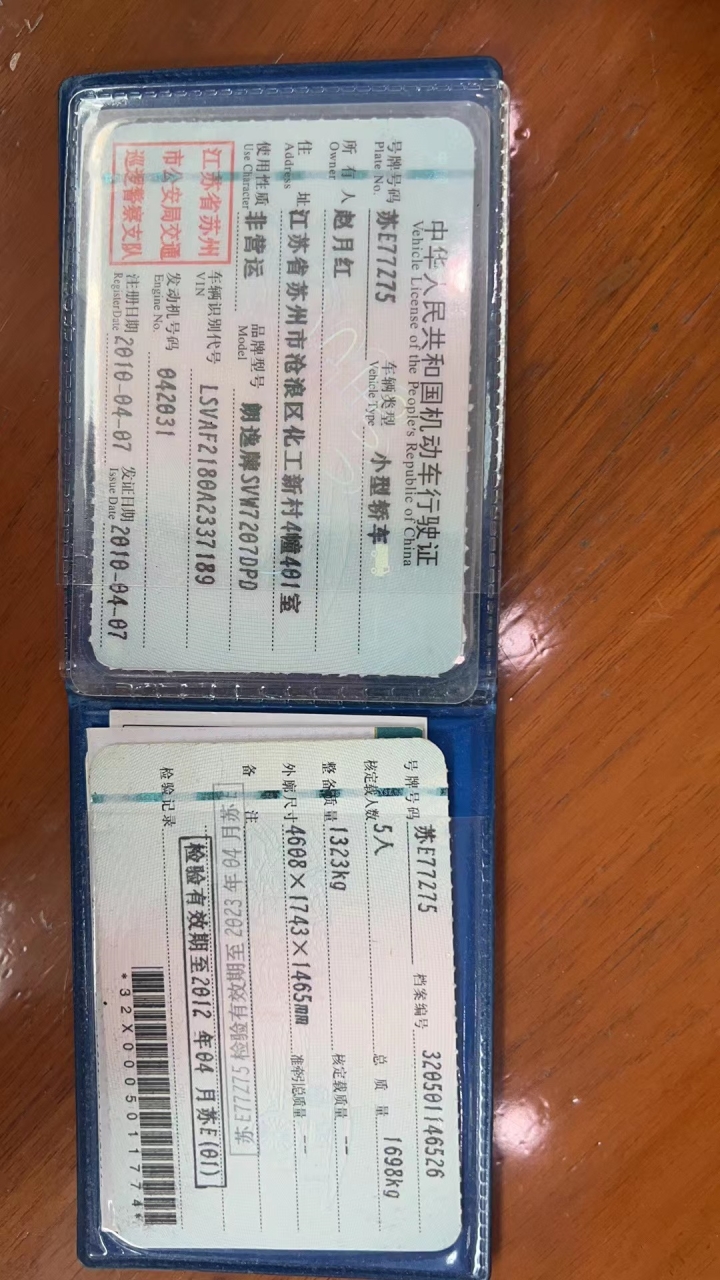 中华人民共和国机动车行驶证
Vehicle License of the People's Republic of China
号牌号码 苏E77275 车辆类型 小型轿车
Plate No. Vehicle Type
所有人 赵月红
Owner
住址 江苏省苏州市沧浪区化工新村4幢401室
Address
使用性质 非营运 品牌型号 朗逸牌SVW7207DPD
Use Character Model
江苏省苏州
市公安局交通
巡逻警察支队
车辆识别代号 LSVAF2180A2337189
VIN
发动机号码 042031
Engine No.
注册日期 2010-04-07 发证日期 2010-04-07
Register Date Issue Date
号牌号码 苏E77275 档案编号 320501146526
核定载人数 5人 总质量 1698kg
整备质量 1323kg 核定载质量 --
外廓尺寸 4608×1743×1465mm 准牵引总质量 --
备注
苏E77275 检验有效期至2023年04月苏E
检验记录
检验有效期至2012年04月苏E(01)
*32X000501177